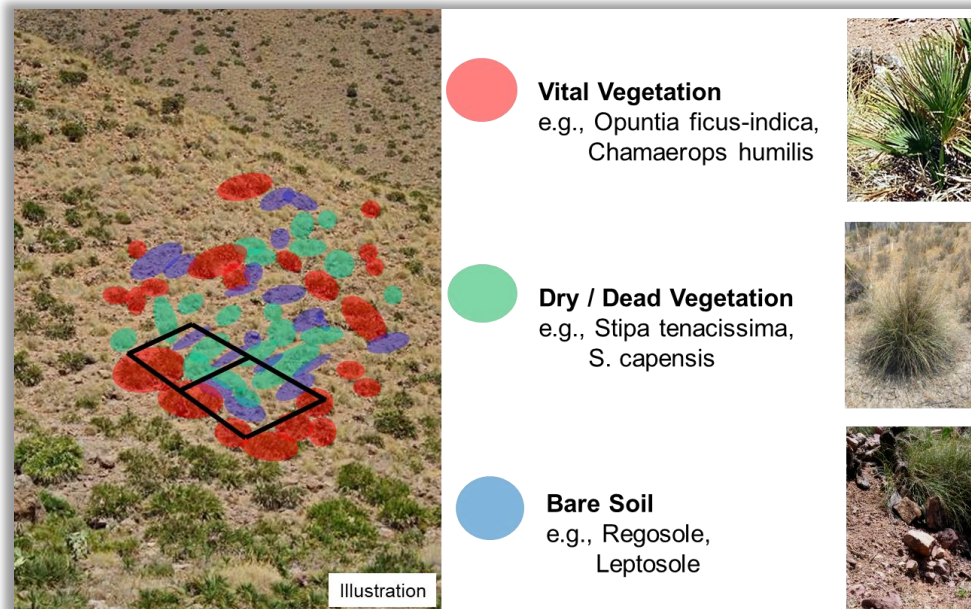 Vital Vegetation
e.g., Opuntia ficus-indica,
Chamaerops humilis
Dry / Dead Vegetation
e.g., Stipa tenacissima,
S. capensis
Bare Soil
e.g., Regosole,
Leptosole
Illustration